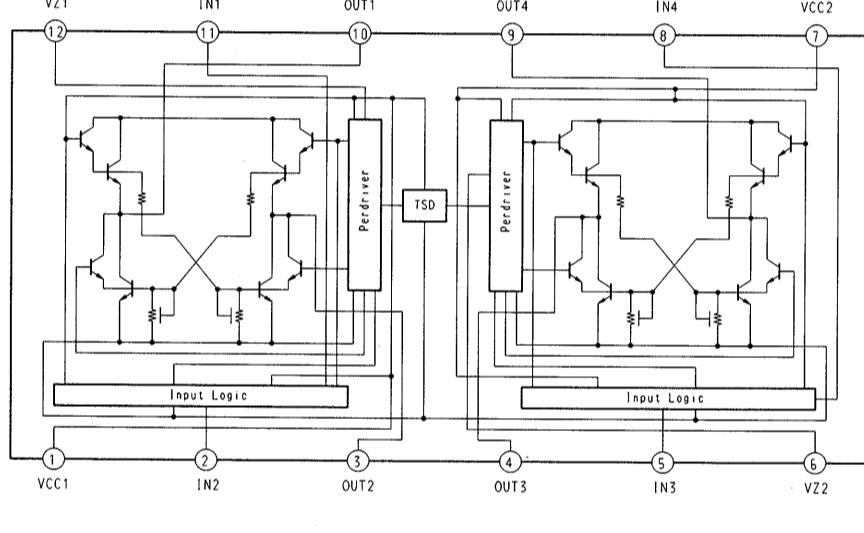 VZ1 IN1 OUT1 OUT4 IN4 VCC2
12 11 10 9 8 7
Perdriver
TSD
Perdriver
Input Logic
Input Logic
1 2 3 4 5 6
VCC1 IN2 OUT2 OUT3 IN3 VZ2